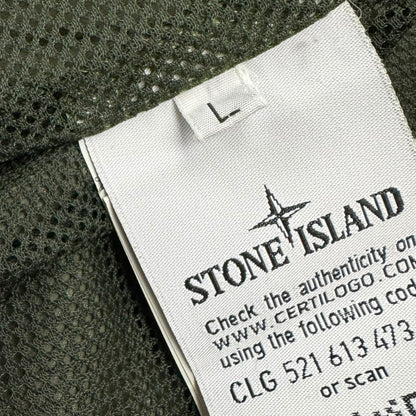 L
STONE ISLAND
Check the authenticity on
WWW.CERTILOGO.COM
using the following code
CLG 521 613 473
or scan